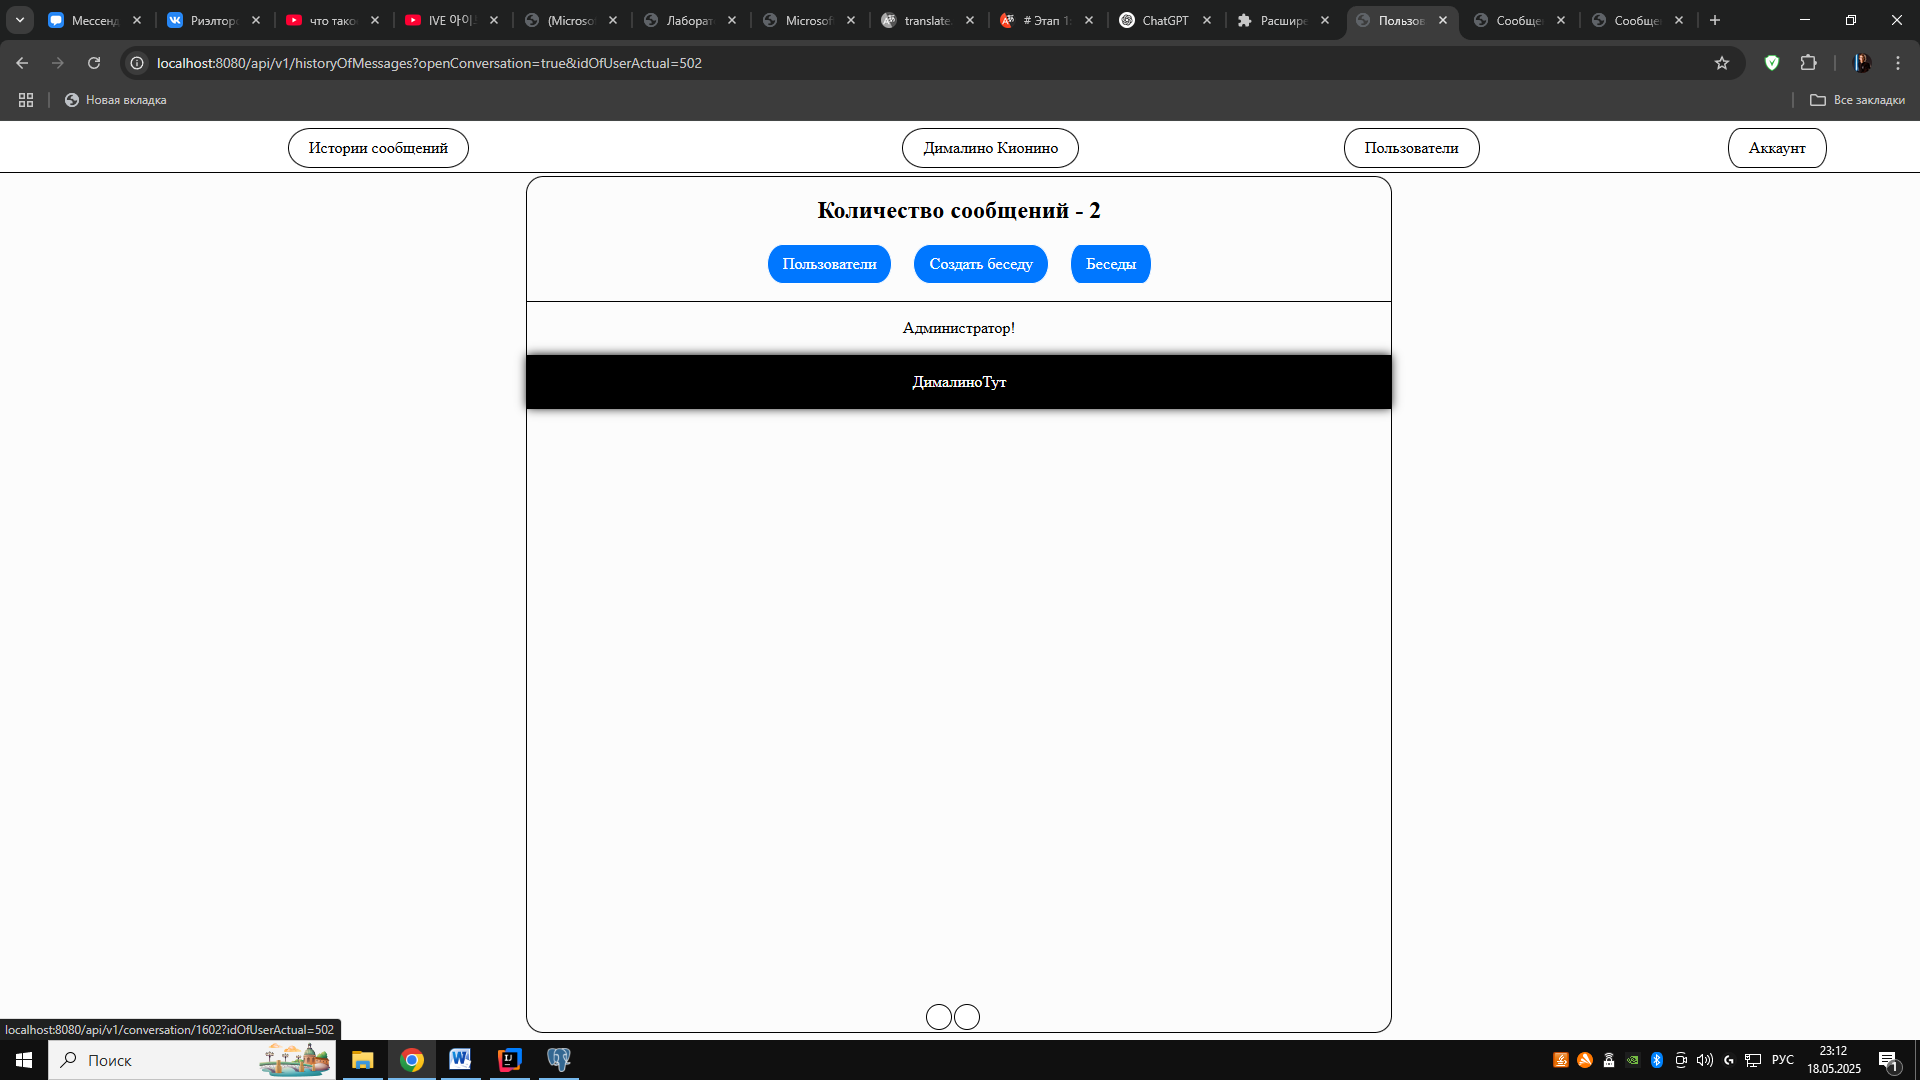 Мессенд
Риэлтор
что тако
IVE 아이
(Microso
Лаборат
Microsof
translate
# Этап 1:
ChatGPT
Расшире
Пользов
Сообще
Сообще
localhost:8080/api/v1/historyOfMessages?openConversation=true&idOfUserActual=502
Новая вкладка
Все закладки
Истории сообщений
Дималино Кионино
Пользователи
Аккаунт
Количество сообщений - 2
Пользователи
Создать беседу
Беседы
Администратор!
ДималиноТут
localhost:8080/api/v1/conversation/1602?idOfUserActual=502
Поиск
РУС
23:12
18.05.2025
1